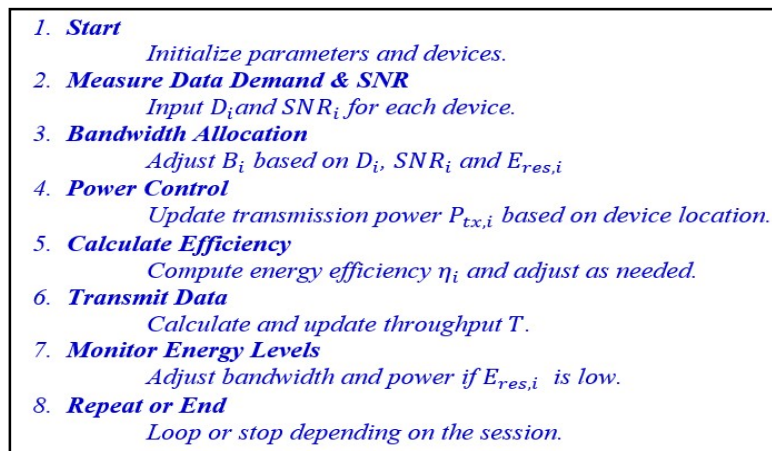 1. Start
Initialize parameters and devices.
2. Measure Data Demand & SNR
Input D_i and SNR_i for each device.
3. Bandwidth Allocation
Adjust B_i based on D_i, SNR_i and E_res,i
4. Power Control
Update transmission power P_tx,i based on device location.
5. Calculate Efficiency
Compute energy efficiency η_i and adjust as needed.
6. Transmit Data
Calculate and update throughput T.
7. Monitor Energy Levels
Adjust bandwidth and power if E_res,i is low.
8. Repeat or End
Loop or stop depending on the session.